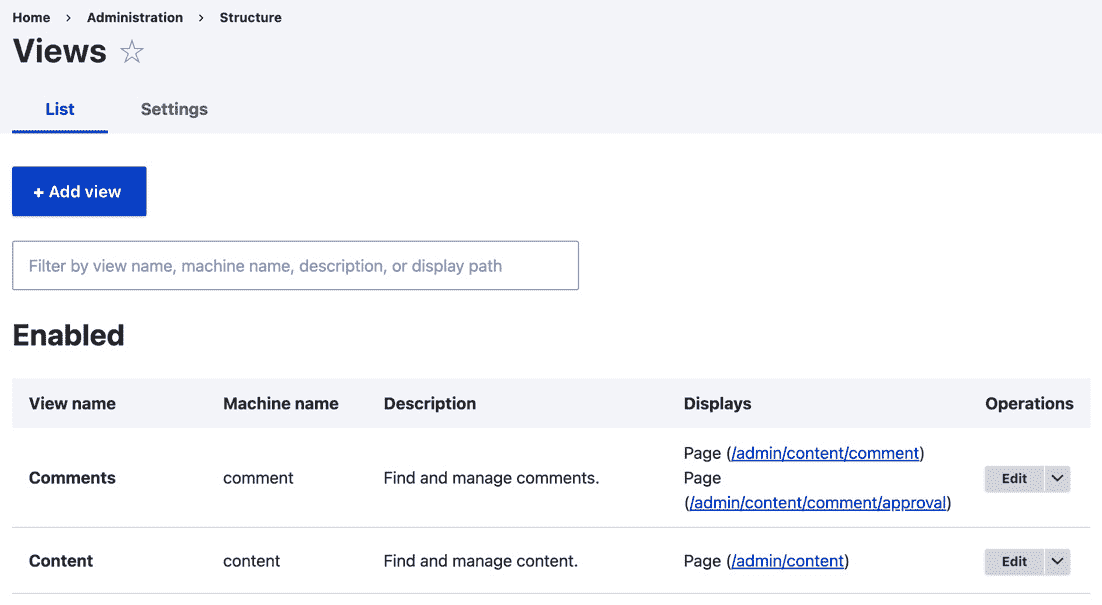 Home > Administration > Structure
Views
List Settings
+ Add view
Filter by view name, machine name, description, or display path
Enabled
View name Machine name Description Displays Operations
Comments comment Find and manage comments. Page (/admin/content/comment) Edit
Page
(/admin/content/comment/approval)
Content content Find and manage content. Page (/admin/content) Edit